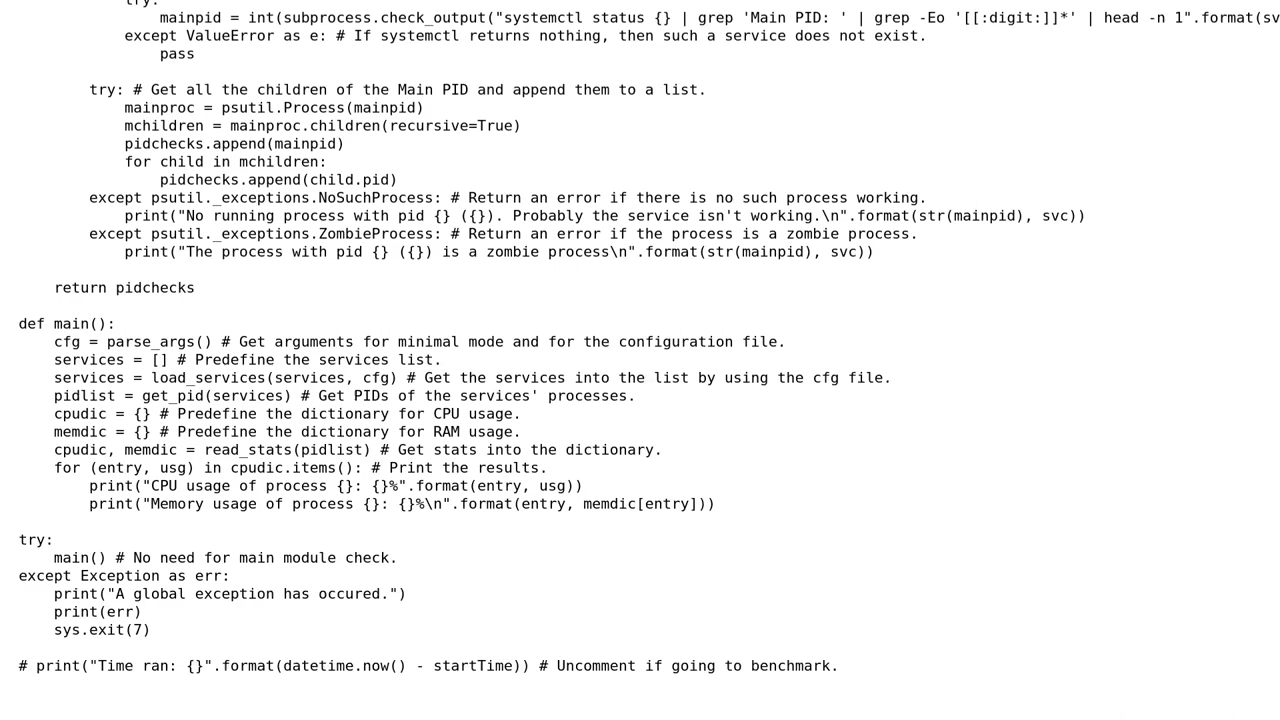 try:
mainpid = int(subprocess.check_output("systemctl status {} | grep 'Main PID: ' | grep -Eo '[[:digit:]]*' | head -n 1".format(sv
except ValueError as e: # If systemctl returns nothing, then such a service does not exist.
pass
try: # Get all the children of the Main PID and append them to a list.
mainproc = psutil.Process(mainpid)
mchildren = mainproc.children(recursive=True)
pidchecks.append(mainpid)
for child in mchildren:
pidchecks.append(child.pid)
except psutil._exceptions.NoSuchProcess: # Return an error if there is no such process working.
print("No running process with pid {} ({}). Probably the service isn't working.\n".format(str(mainpid), svc))
except psutil._exceptions.ZombieProcess: # Return an error if the process is a zombie process.
print("The process with pid {} ({}) is a zombie process\n".format(str(mainpid), svc))
return pidchecks
def main():
cfg = parse_args() # Get arguments for minimal mode and for the configuration file.
services = [] # Predefine the services list.
services = load_services(services, cfg) # Get the services into the list by using the cfg file.
pidlist = get_pid(services) # Get PIDs of the services' processes.
cpudic = {} # Predefine the dictionary for CPU usage.
memdic = {} # Predefine the dictionary for RAM usage.
cpudic, memdic = read_stats(pidlist) # Get stats into the dictionary.
for (entry, usg) in cpudic.items(): # Print the results.
print("CPU usage of process {}: {}%".format(entry, usg))
print("Memory usage of process {}: {}%\n".format(entry, memdic[entry]))
try:
main() # No need for main module check.
except Exception as err:
print("A global exception has occured.")
print(err)
sys.exit(7)
# print("Time ran: {}".format(datetime.now() - startTime)) # Uncomment if going to benchmark.